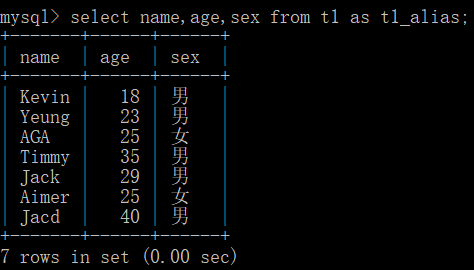 mysql> select name,age,sex from t1 as t1_alias;
+-------+------+------+
| name | age | sex |
+-------+------+------+
| Kevin | 18 | 男 |
| Yeung | 23 | 男 |
| AGA | 25 | 女 |
| Timmy | 35 | 男 |
| Jack | 29 | 男 |
| Aimer | 25 | 女 |
| Jacd | 40 | 男 |
+-------+------+------+
7 rows in set (0.00 sec)